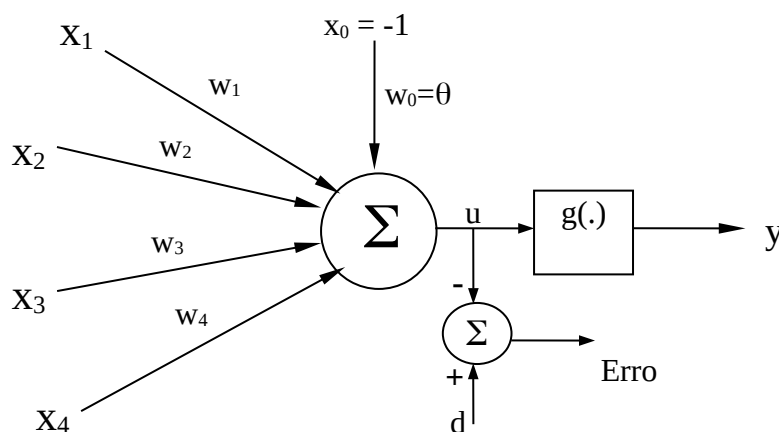 x₁
x₀ = -1
w₁
w₀=θ
x₂
w₂
Σ
u
g(.)
y
w₃
x₃
w₄
-
Σ
Erro
+
x₄
d